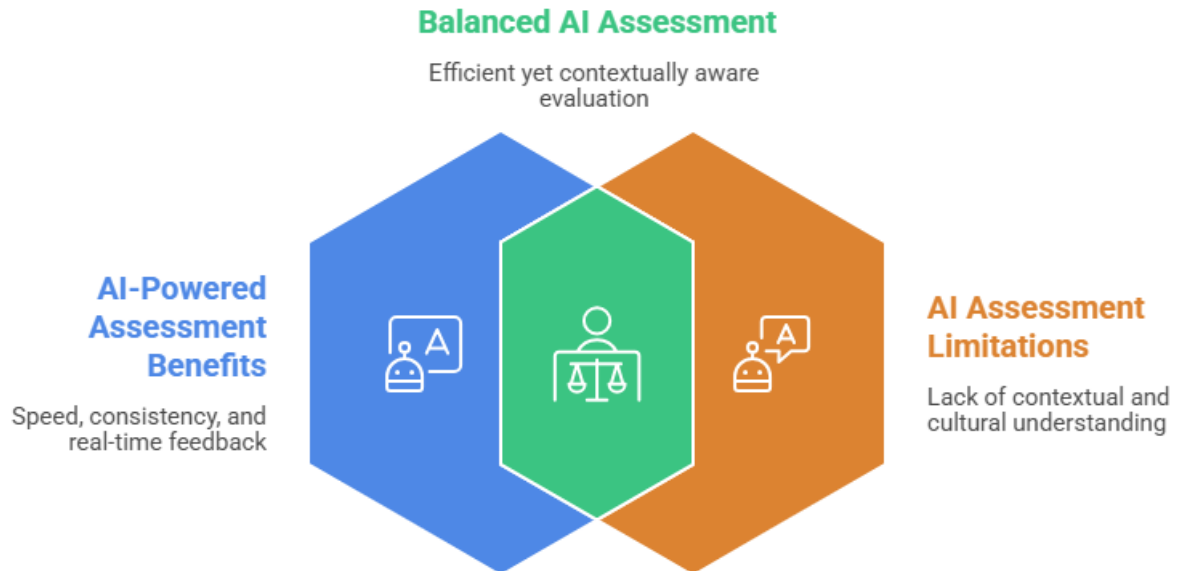 Balanced AI Assessment
Efficient yet contextually aware
evaluation
AI-Powered
Assessment
Benefits
Speed, consistency, and
real-time feedback
A
A
AI Assessment
Limitations
Lack of contextual and
cultural understanding